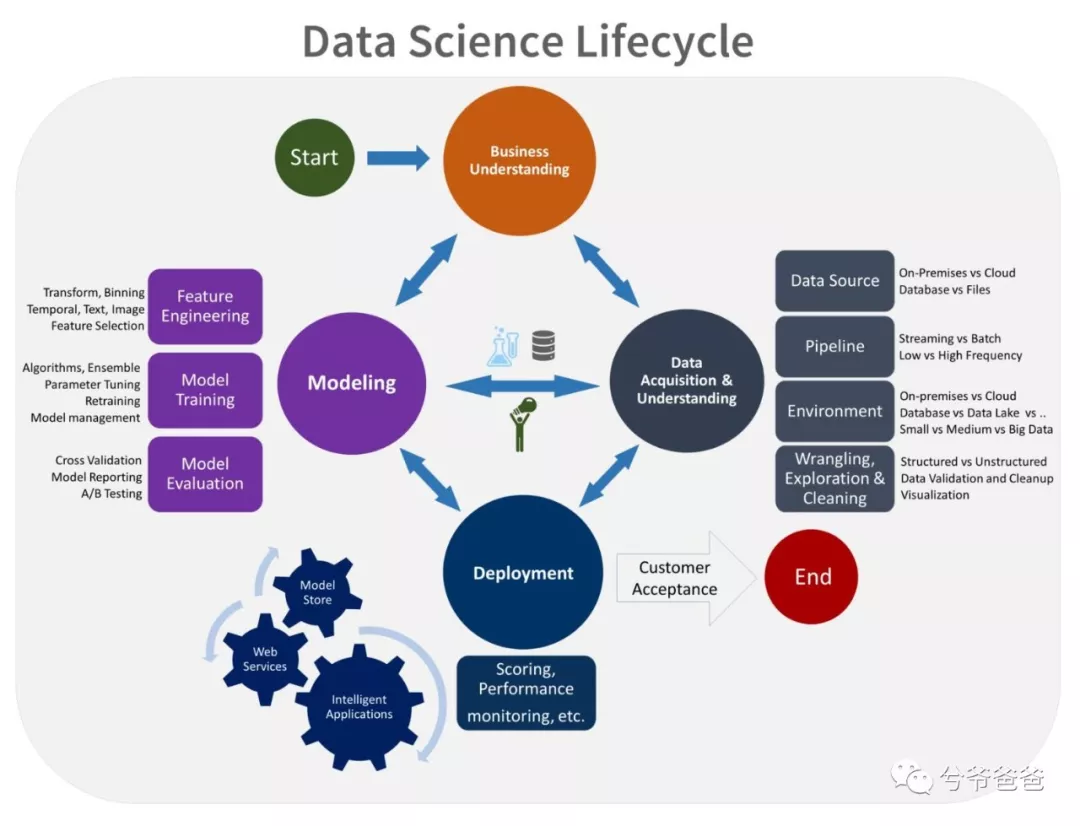 Data Science Lifecycle
Start
Business
Understanding
Transform, Binning
Temporal, Text, Image
Feature Selection
Feature
Engineering
Algorithms, Ensemble
Parameter Tuning
Retraining
Model management
Model
Training
Cross Validation
Model Reporting
A/B Testing
Model
Evaluation
Modeling
Data
Acquisition &
Understanding
Data Source
On-Premises vs Cloud
Database vs Files
Pipeline
Streaming vs Batch
Low vs High Frequency
Environment
On-premises vs Cloud
Database vs Data Lake vs ..
Small vs Medium vs Big Data
Wrangling,
Exploration &
Cleaning
Structured vs Unstructured
Data Validation and Cleanup
Visualization
Deployment
Customer
Acceptance
End
Model
Store
Web
Services
Intelligent
Applications
Scoring,
Performance
monitoring, etc.
兮爷爸爸